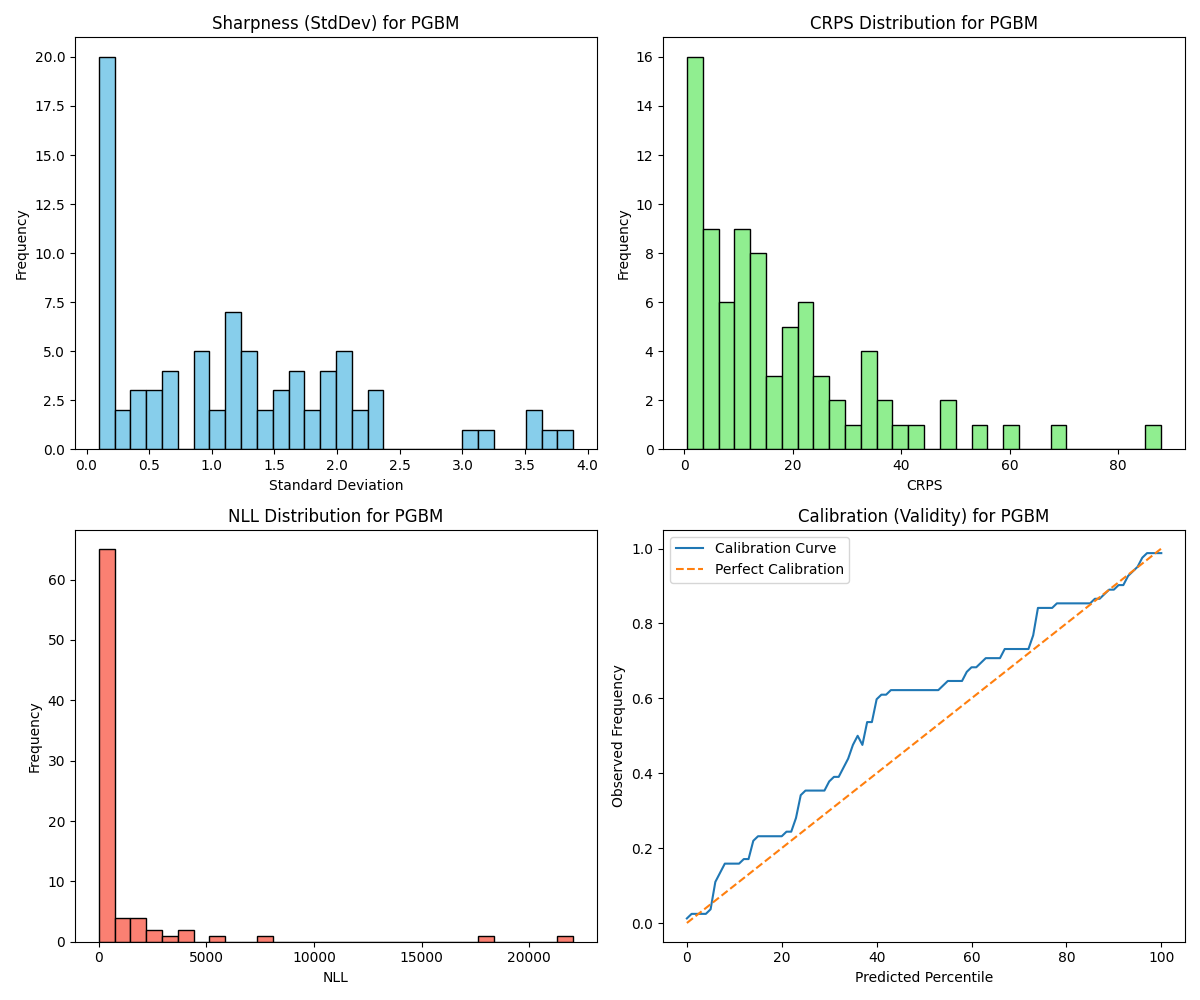 Sharpness (StdDev) for PGBM
20.0
17.5
15.0
12.5
10.0
7.5
5.0
2.5
0.0
Frequency
0.0 0.5 1.0 1.5 2.0 2.5 3.0 3.5 4.0
Standard Deviation
CRPS Distribution for PGBM
16
14
12
10
8
6
4
2
0
Frequency
0 20 40 60 80
CRPS
NLL Distribution for PGBM
60
50
40
30
20
10
0
Frequency
0 5000 10000 15000 20000
NLL
Calibration (Validity) for PGBM
Calibration Curve
Perfect Calibration
1.0
0.8
0.6
0.4
0.2
0.0
Observed Frequency
0 20 40 60 80 100
Predicted Percentile